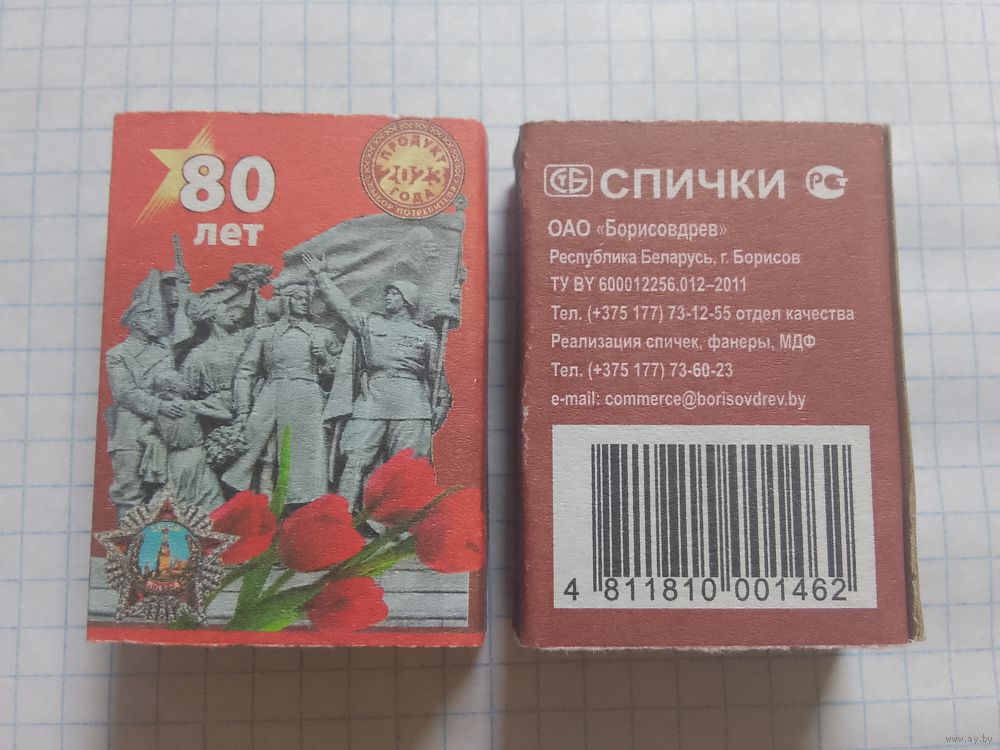 80
лет
ПРОДУКТ
2023
ГОДА
ВЫБОР ПОТРЕБИТЕЛЯ
СТБ СПИЧКИ РСТ
ОАО «Борисовдрев»
Республика Беларусь, г. Борисов
ТУ BY 600012256.012–2011
Тел. (+375 177) 73-12-55 отдел качества
Реализация спичек, фанеры, МДФ
Тел. (+375 177) 73-60-23
e-mail: commerce@borisovdrev.by
4 811810 001462
www.ay.by